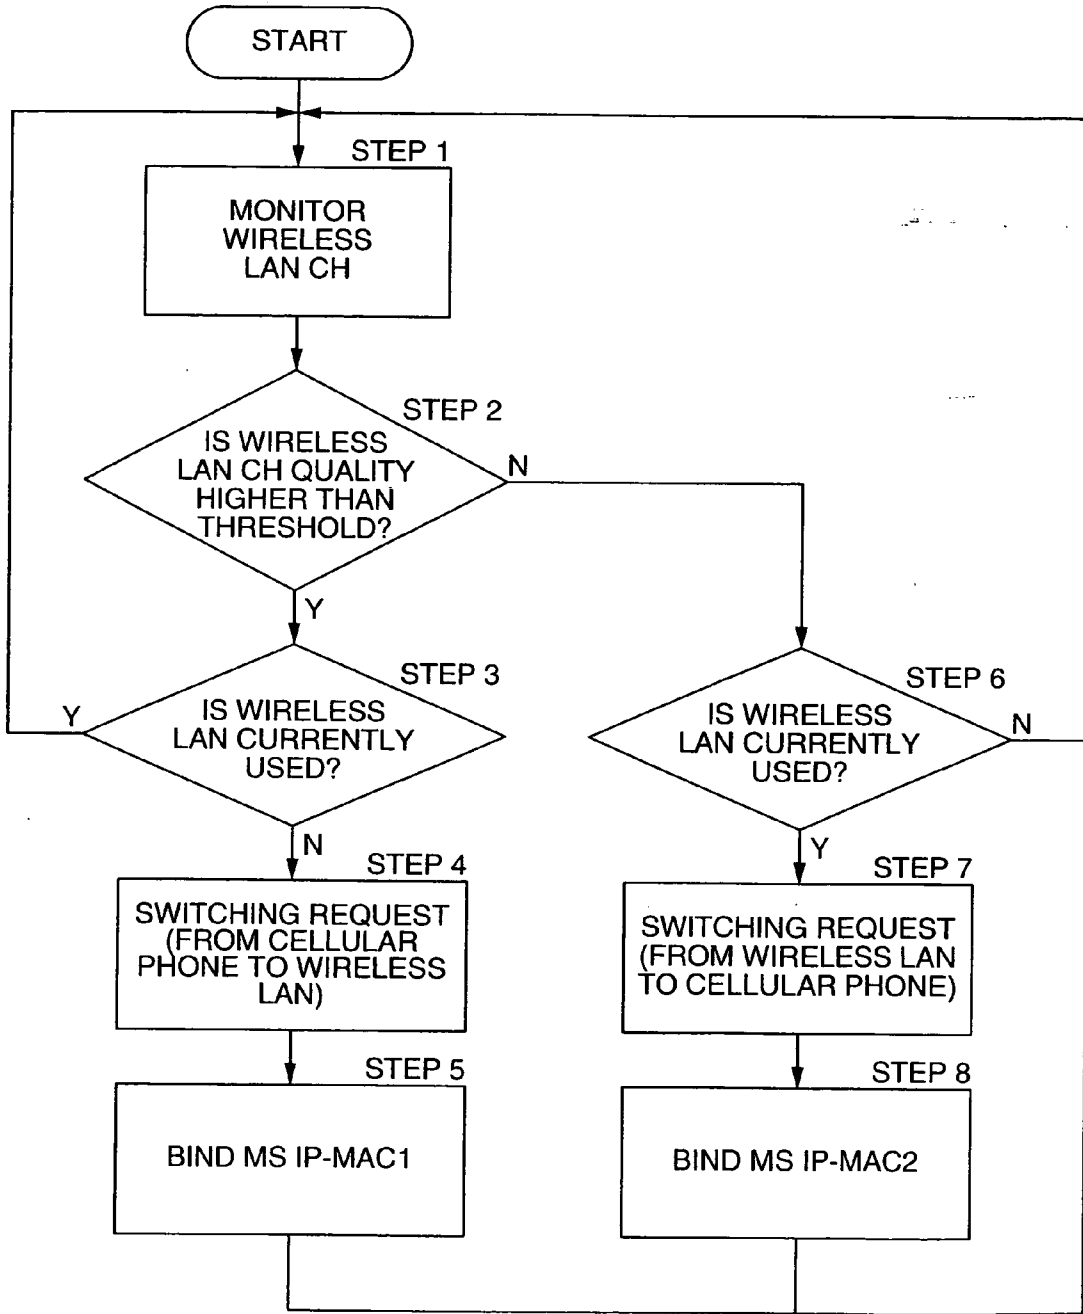 START
STEP 1
MONITOR
WIRELESS
LAN CH
STEP 2
IS WIRELESS
LAN CH QUALITY
HIGHER THAN
THRESHOLD?
N
Y
STEP 3
IS WIRELESS
LAN CURRENTLY
USED?
Y
N
STEP 6
IS WIRELESS
LAN CURRENTLY
USED?
N
Y
STEP 4
SWITCHING REQUEST
(FROM CELLULAR
PHONE TO WIRELESS
LAN)
STEP 7
SWITCHING REQUEST
(FROM WIRELESS LAN
TO CELLULAR PHONE)
STEP 5
BIND MS IP-MAC1
STEP 8
BIND MS IP-MAC2